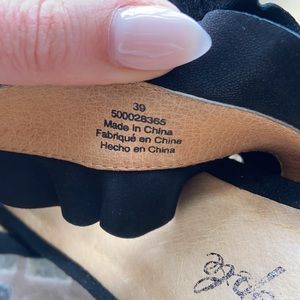 39
500028365
Made in China
Fabriqué en Chine
Hecho en China